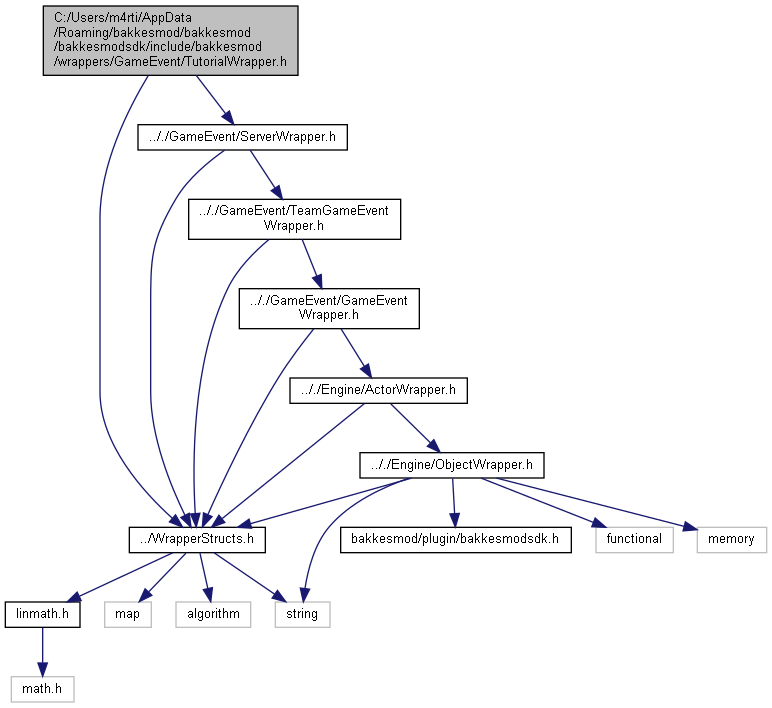 C:/Users/m4rti/AppData
/Roaming/bakkesmod/bakkesmod
/bakkesmodsdk/include/bakkesmod
/wrappers/GameEvent/TutorialWrapper.h
.././GameEvent/ServerWrapper.h
.././GameEvent/TeamGameEvent
Wrapper.h
.././GameEvent/GameEvent
Wrapper.h
.././Engine/ActorWrapper.h
.././Engine/ObjectWrapper.h
../WrapperStructs.h
bakkesmod/plugin/bakkesmodsdk.h
functional
memory
linmath.h
map
algorithm
string
math.h